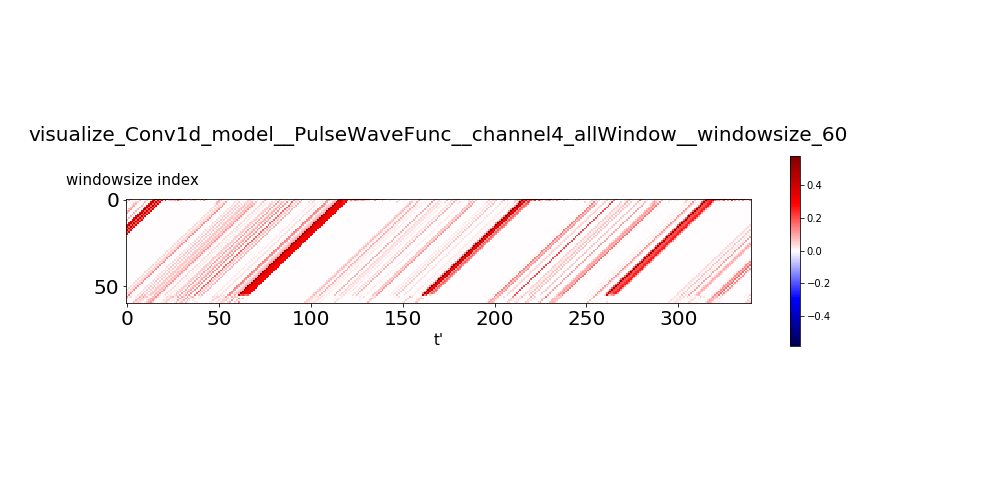 visualize_Conv1d_model__PulseWaveFunc__channel4_allWindow__windowsize_60
windowsize index
0
50
0 50 100 150 200 250 300
t'
0.4
0.2
0.0
−0.2
−0.4